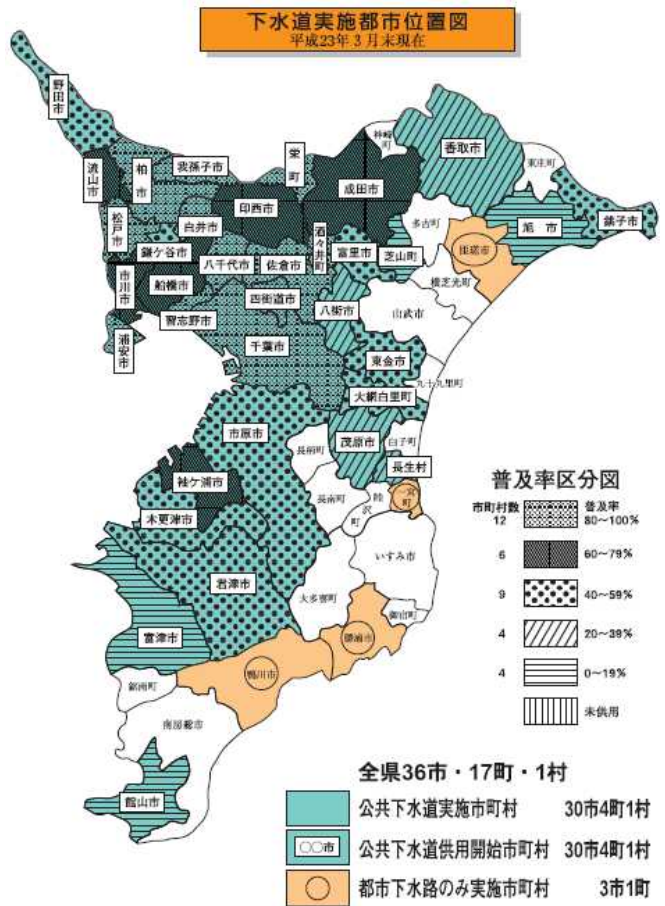 下水道実施都市位置図
平成23年3月末現在
野田市
流山市
柏市
我孫子市
栄町
成田市
神崎町
香取市
東庄町
松戸市
白井市
印西市
酒々井町
多古町
旭市
銚子市
鎌ケ谷市
富里市
芝山町
匝瑳市
八千代市
佐倉市
横芝光町
市川市
船橋市
四街道市
八街市
山武市
習志野市
浦安市
千葉市
東金市
九十九里町
大網白里町
市原市
茂原市
白子町
長柄町
長生村
袖ケ浦市
長南町
睦沢町
一宮町
木更津市
いすみ市
君津市
大多喜町
御宿町
富津市
勝浦市
鴨川市
鋸南町
南房総市
館山市
普及率区分図
市町村数
普及率
12
80～100%
6
60～79%
9
40～59%
4
20～39%
4
0～19%
未供用
全県36市・17町・1村
公共下水道実施市町村 30市4町1村
○○市 公共下水道供用開始市町村 30市4町1村
都市下水路のみ実施市町村 3市1町